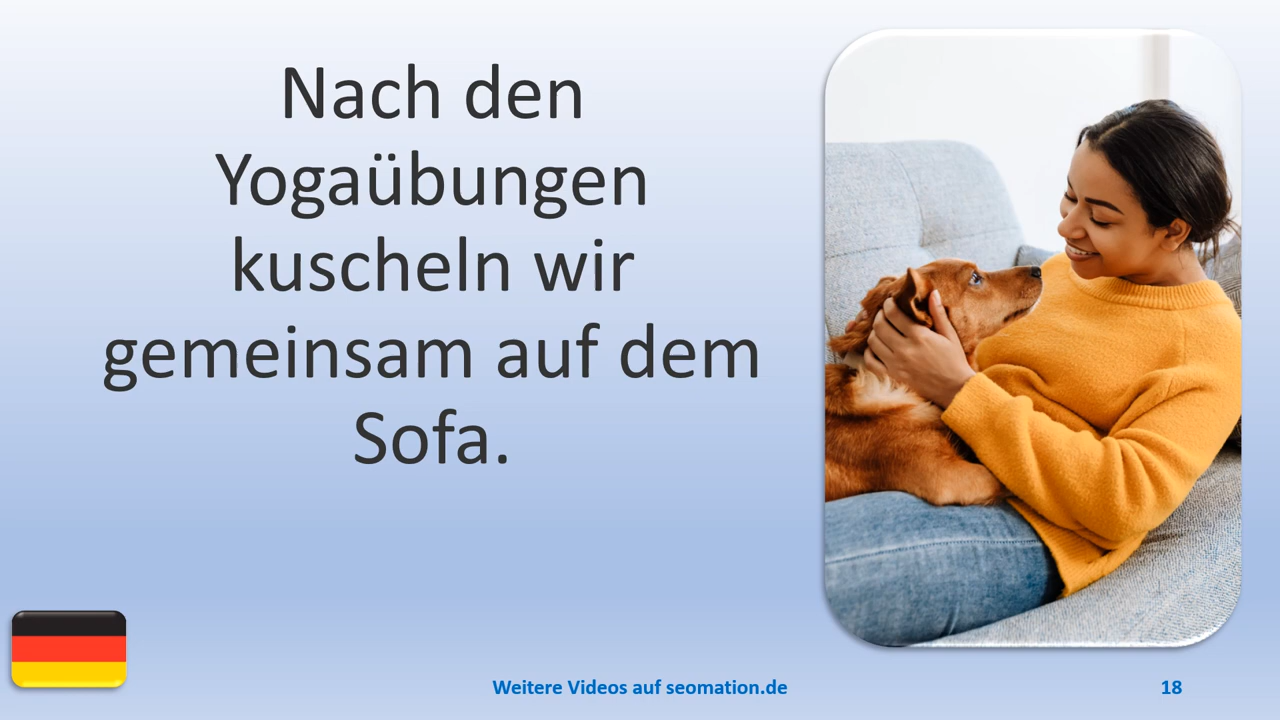 Nach den
Yogaübungen
kuscheln wir
gemeinsam auf dem
Sofa.
Weitere Videos auf seomation.de
18